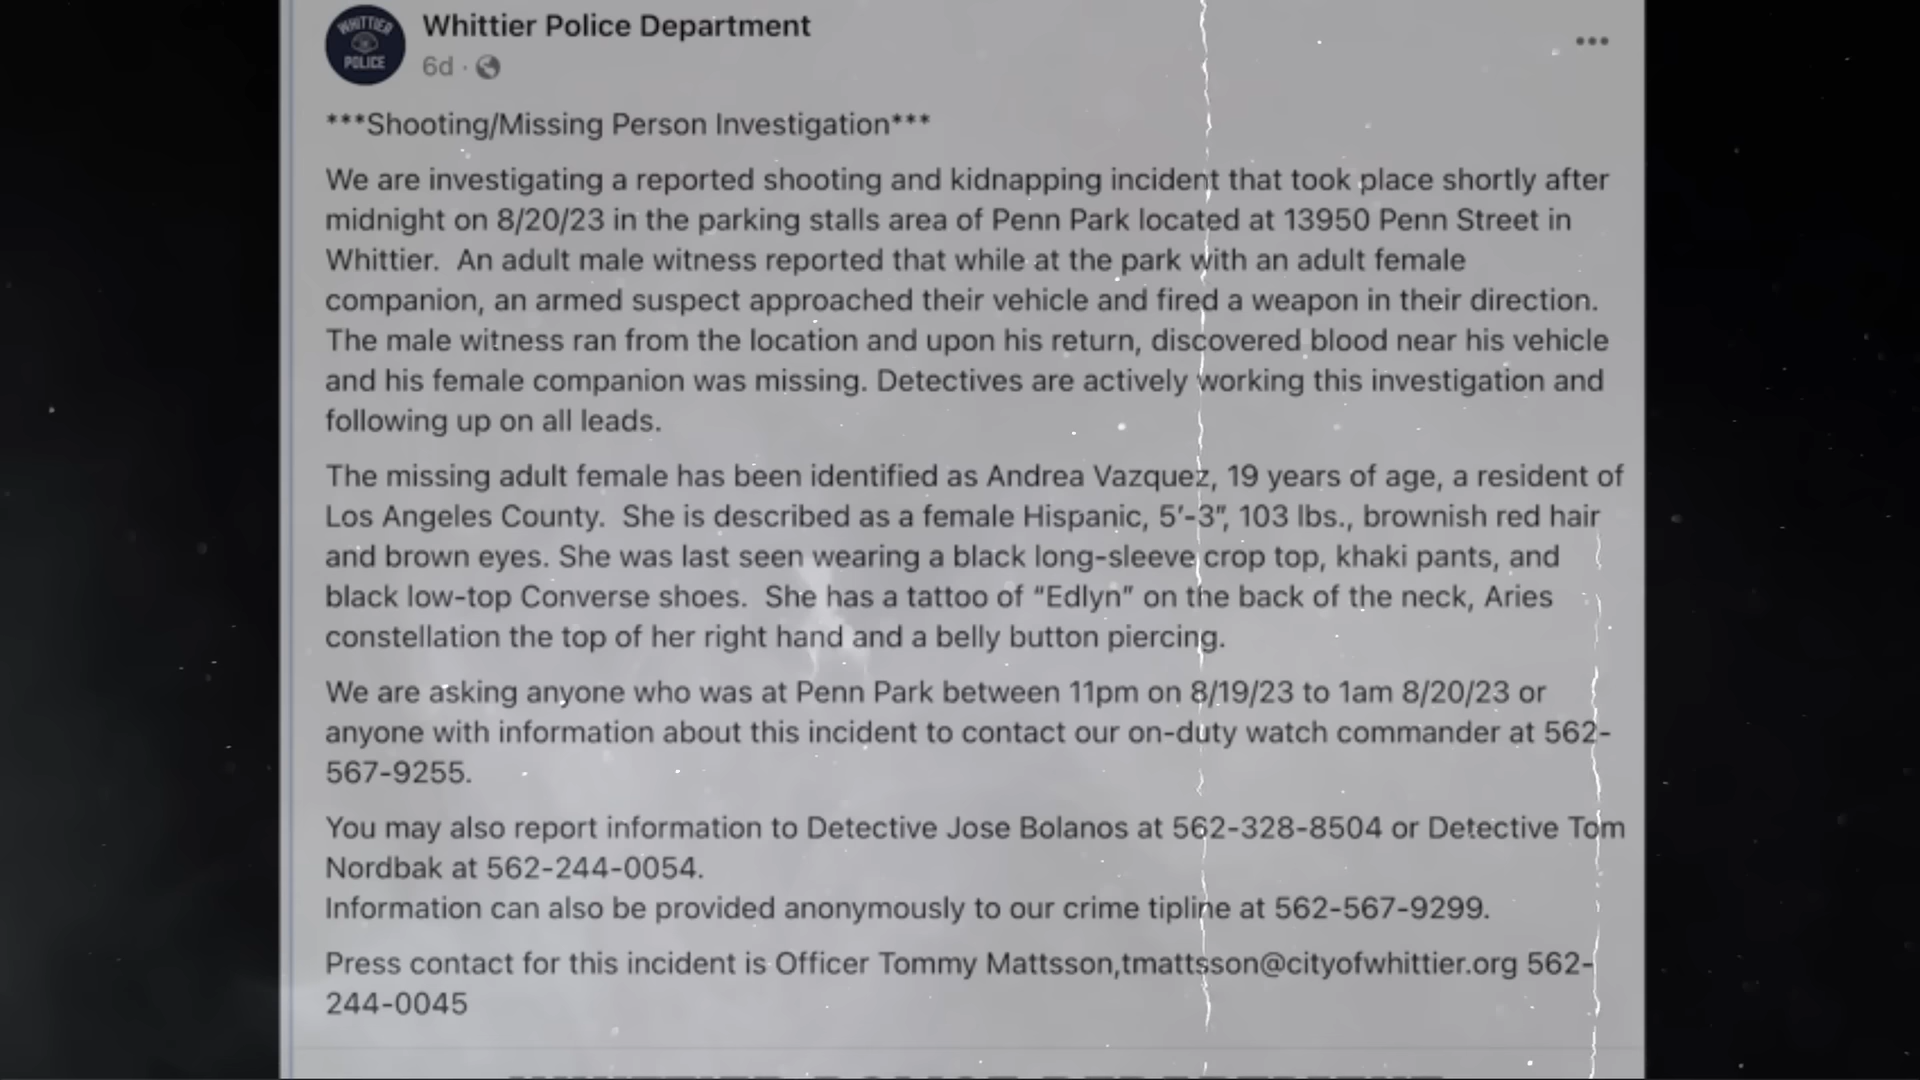 WHITTIER
POLICE
Whittier Police Department
6d ·
***Shooting/Missing Person Investigation***
We are investigating a reported shooting and kidnapping incident that took place shortly after
midnight on 8/20/23 in the parking stalls area of Penn Park located at 13950 Penn Street in
Whittier.  An adult male witness reported that while at the park with an adult female
companion, an armed suspect approached their vehicle and fired a weapon in their direction.
The male witness ran from the location and upon his return, discovered blood near his vehicle
and his female companion was missing. Detectives are actively working this investigation and
following up on all leads.
The missing adult female has been identified as Andrea Vazquez, 19 years of age, a resident of
Los Angeles County.  She is described as a female Hispanic, 5’-3”, 103 lbs., brownish red hair
and brown eyes. She was last seen wearing a black long-sleeve crop top, khaki pants, and
black low-top Converse shoes.  She has a tattoo of “Edlyn” on the back of the neck, Aries
constellation the top of her right hand and a belly button piercing.
We are asking anyone who was at Penn Park between 11pm on 8/19/23 to 1am 8/20/23 or
anyone with information about this incident to contact our on-duty watch commander at 562-
567-9255.
You may also report information to Detective Jose Bolanos at 562-328-8504 or Detective Tom
Nordbak at 562-244-0054.
Information can also be provided anonymously to our crime tipline at 562-567-9299.
Press contact for this incident is Officer Tommy Mattsson,tmattsson@cityofwhittier.org 562-
244-0045